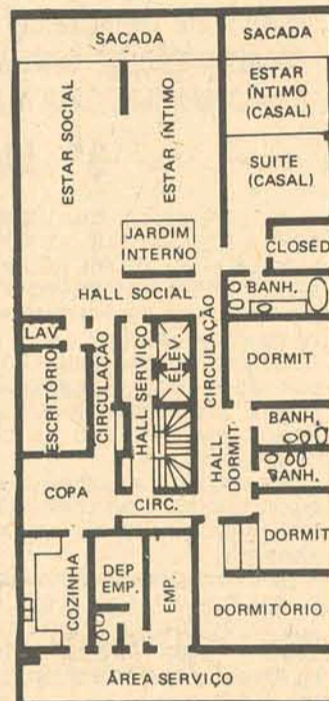 SACADA
SACADA
ESTAR SOCIAL
ESTAR ÍNTIMO
ESTAR
ÍNTIMO
(CASAL)
SUITE
(CASAL)
JARDIM
INTERNO
CLOSED
HALL SOCIAL
BANH.
LAV
ESCRITÓRIO
CIRCULAÇÃO
HALL SERVIÇO
ELEV.
CIRCULAÇÃO
DORMIT
BANH.
HALL
DORMIT.
BANH.
COPA
CIRC.
DORMIT
COZINHA
DEP
EMP.
EMP.
DORMITÓRIO
ÁREA SERVIÇO